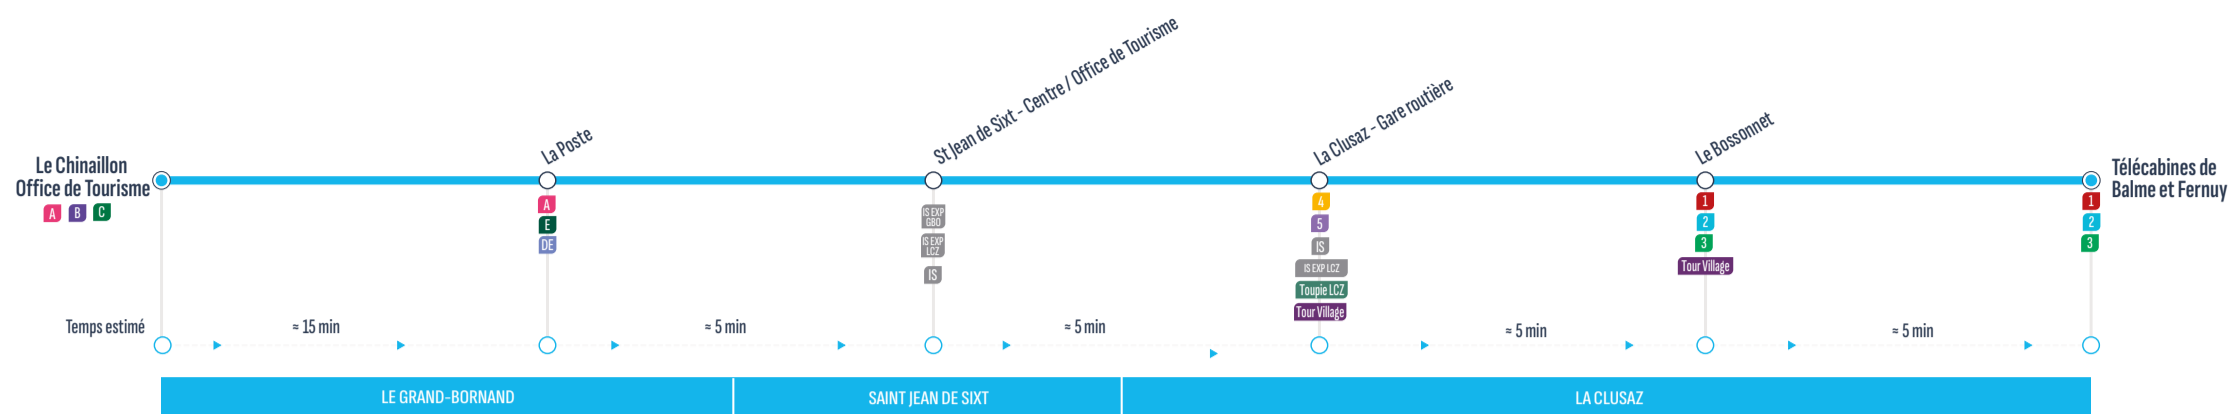 Le Chinaillon
Office de Tourisme
A B C
La Poste
A
E
DE
St Jean de Sixt - Centre / Office de Tourisme
IS EXP
GBO
IS EXP
LCZ
IS
La Clusaz - Gare routière
4
5
IS
IS EXP LCZ
Toupie LCZ
Tour Village
Le Bossonnet
1
2
3
Tour Village
Télécabines de
Balme et Fernuy
1
2
3
Temps estimé
≈ 15 min
≈ 5 min
≈ 5 min
≈ 5 min
≈ 5 min
LE GRAND-BORNAND
SAINT JEAN DE SIXT
LA CLUSAZ